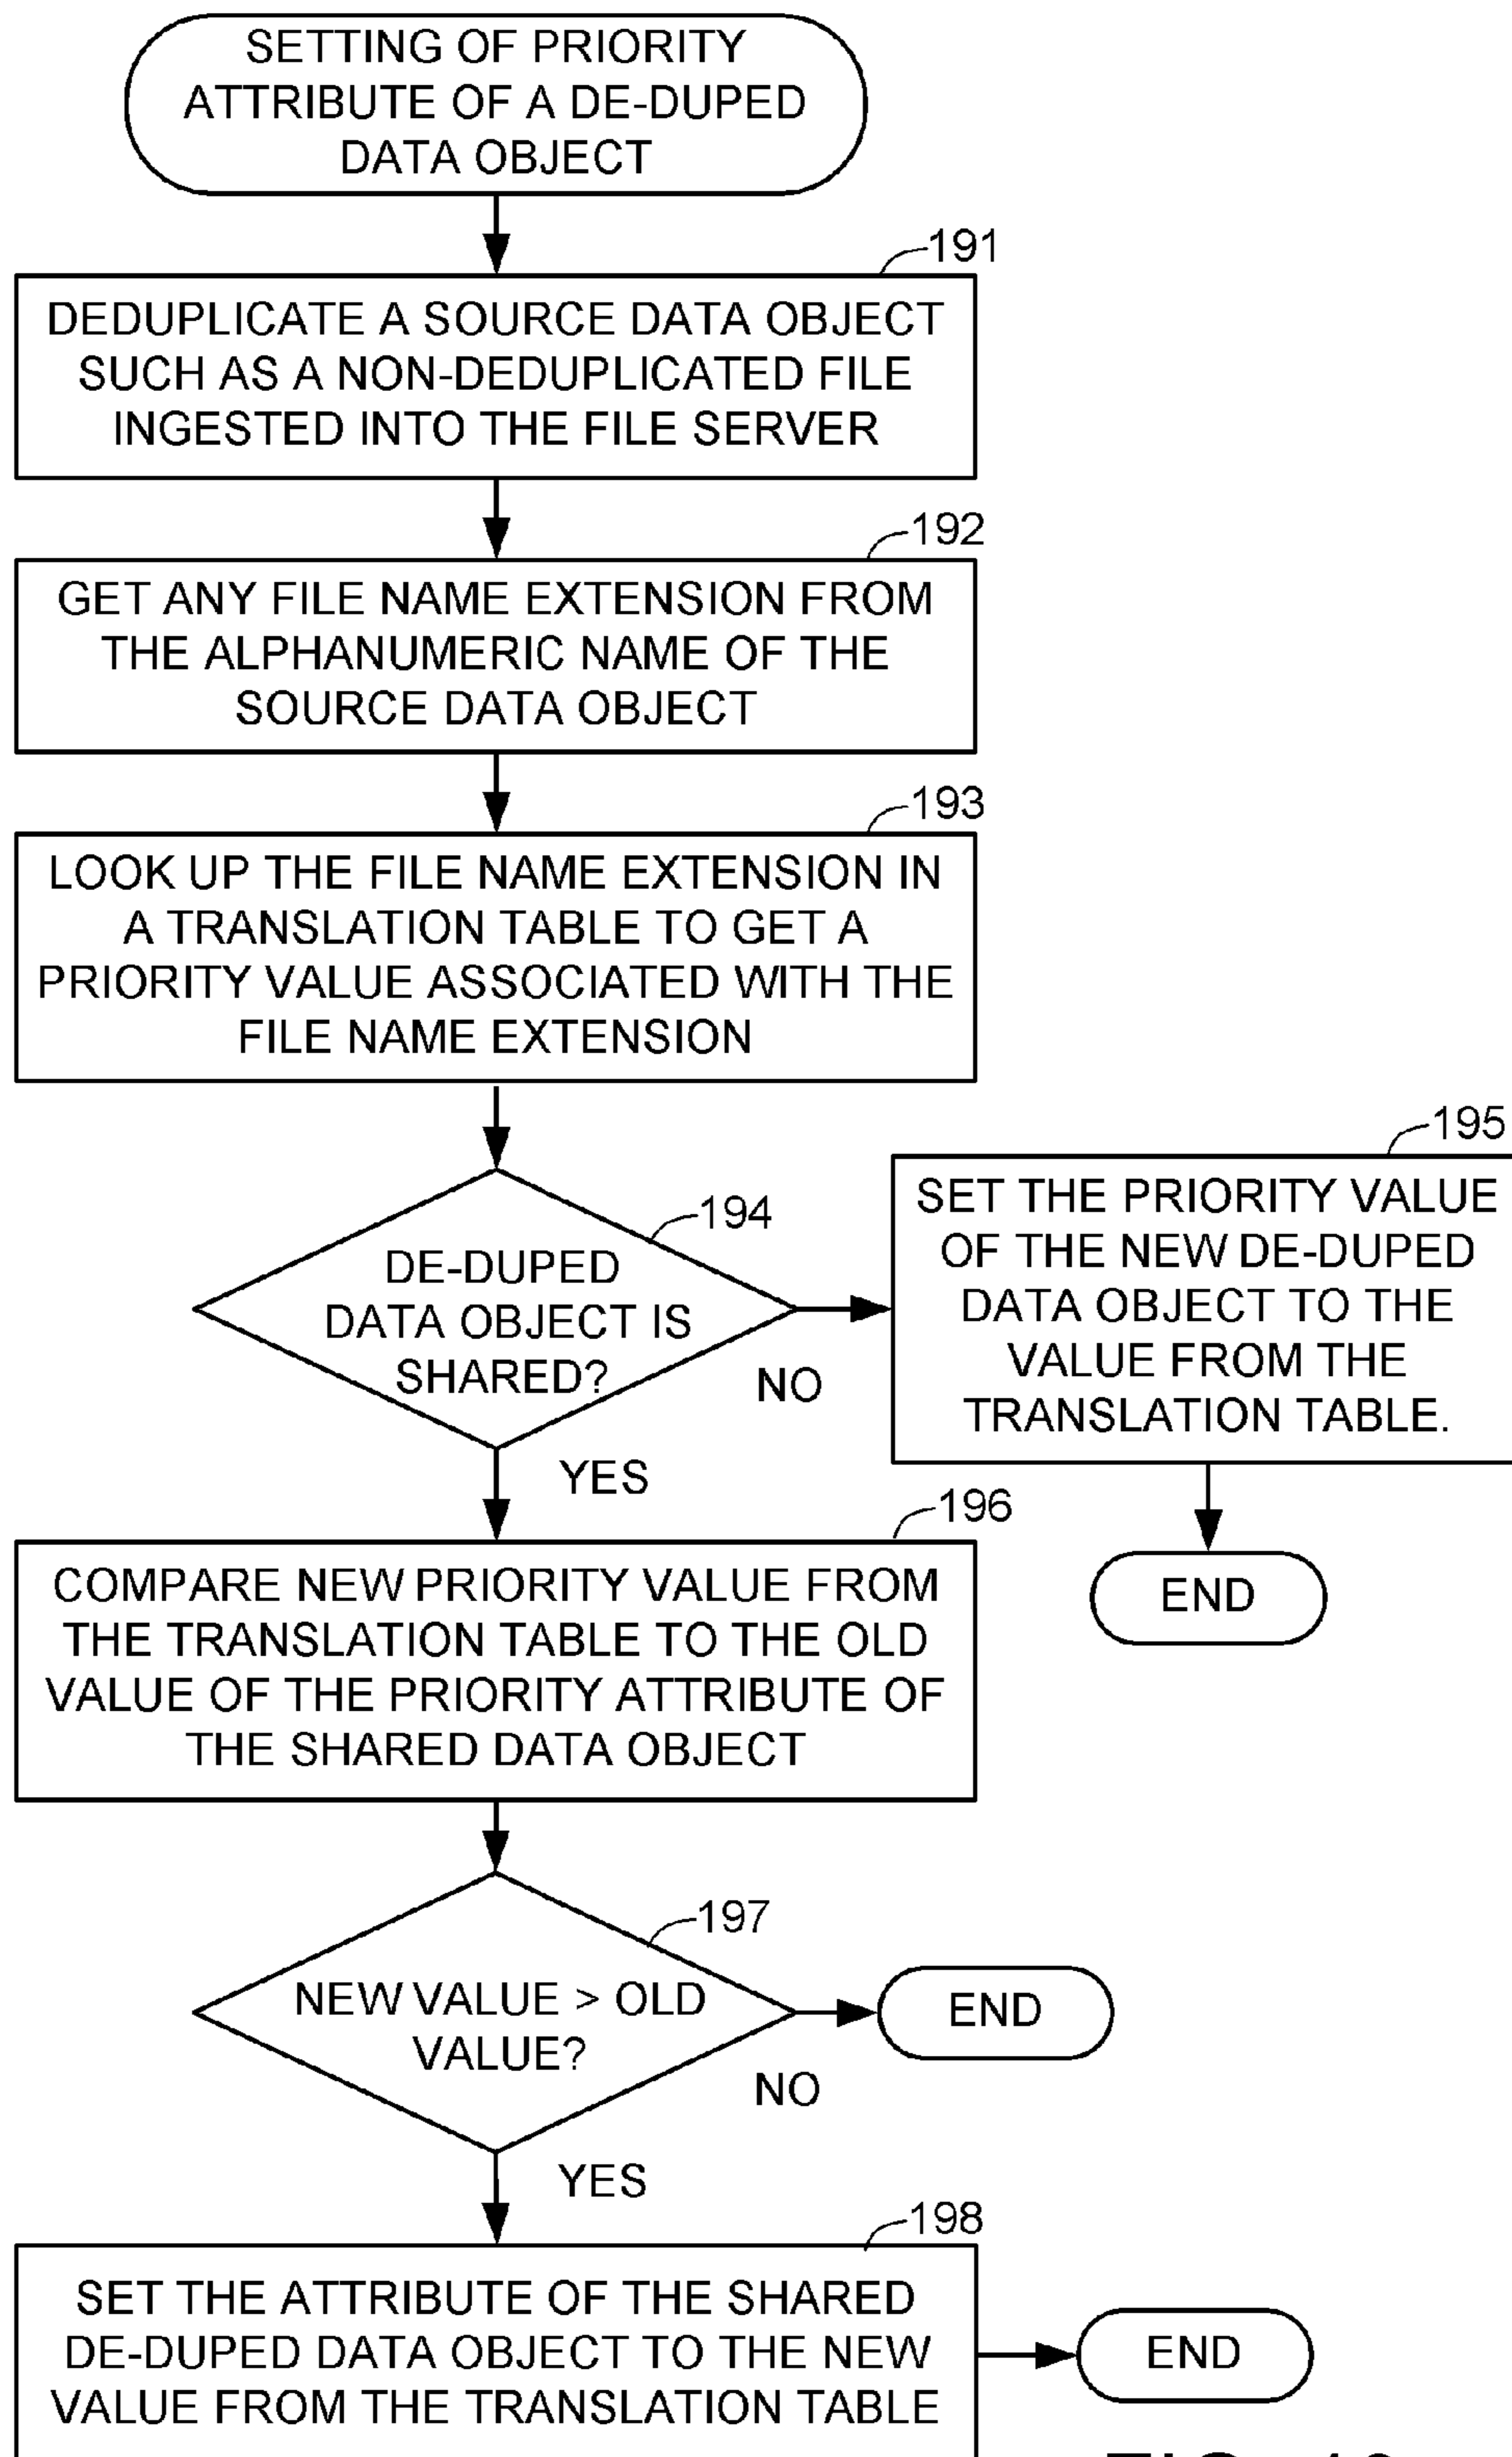 SETTING OF PRIORITY
ATTRIBUTE OF A DE-DUPED
DATA OBJECT
191
DEDUPLICATE A SOURCE DATA OBJECT
SUCH AS A NON-DEDUPLICATED FILE
INGESTED INTO THE FILE SERVER
192
GET ANY FILE NAME EXTENSION FROM
THE ALPHANUMERIC NAME OF THE
SOURCE DATA OBJECT
193
LOOK UP THE FILE NAME EXTENSION IN
A TRANSLATION TABLE TO GET A
PRIORITY VALUE ASSOCIATED WITH THE
FILE NAME EXTENSION
194
DE-DUPED
DATA OBJECT IS
SHARED?
NO
YES
195
SET THE PRIORITY VALUE
OF THE NEW DE-DUPED
DATA OBJECT TO THE
VALUE FROM THE
TRANSLATION TABLE.
END
196
COMPARE NEW PRIORITY VALUE FROM
THE TRANSLATION TABLE TO THE OLD
VALUE OF THE PRIORITY ATTRIBUTE OF
THE SHARED DATA OBJECT
197
NEW VALUE > OLD
VALUE?
NO
END
YES
198
SET THE ATTRIBUTE OF THE SHARED
DE-DUPED DATA OBJECT TO THE NEW
VALUE FROM THE TRANSLATION TABLE
END